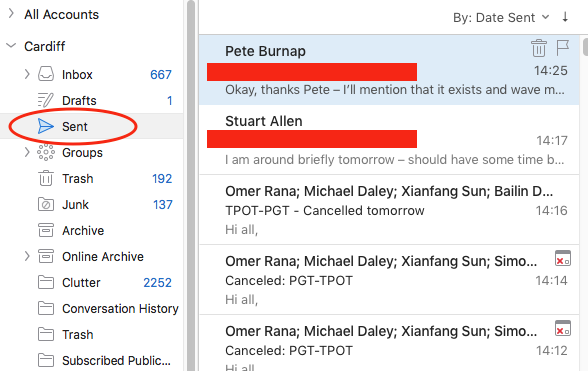 All Accounts
Cardiff
Inbox 667
Drafts 1
Sent
Groups
Trash 192
Junk 137
Archive
Online Archive
Clutter 2252
Conversation History
Trash
Subscribed Public...
By: Date Sent
Pete Burnap
14:25
Okay, thanks Pete – I'll mention that it exists and wave m...
Stuart Allen
14:17
I am around briefly tomorrow – should have some time b...
Omer Rana; Michael Daley; Xianfang Sun; Bailin D...
TPOT-PGT - Cancelled tomorrow 14:16
Hi all,
Omer Rana; Michael Daley; Xianfang Sun; Simo...
Canceled: PGT-TPOT 14:14
Hi all,
Omer Rana; Michael Daley; Xianfang Sun; Simo...
Canceled: PGT-TPOT 14:13
Hi all,